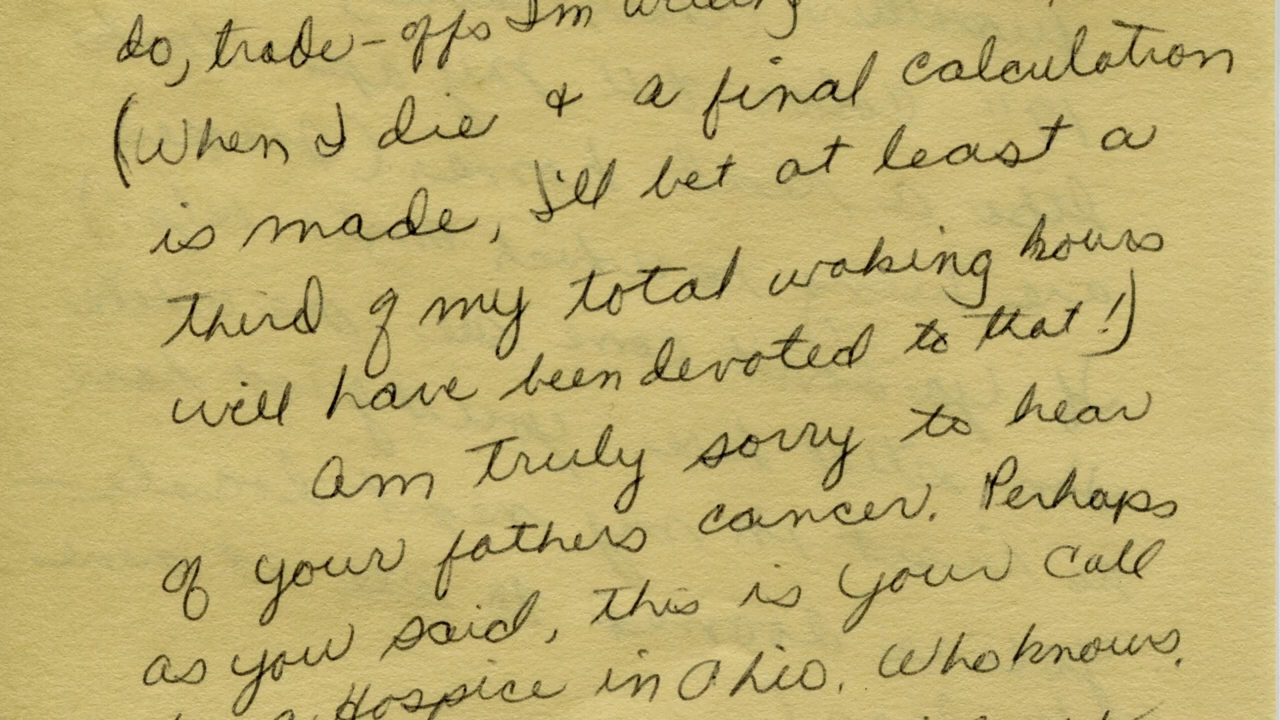 do, trade-offs I'm writing
(When I die & a final calculation
is made, I'll bet at least a
third of my total waking hours
will have been devoted to that!)
Am truly sorry to hear
of your fathers cancer. Perhaps
as you said, this is your call
Hospice in Ohio. Who knows.